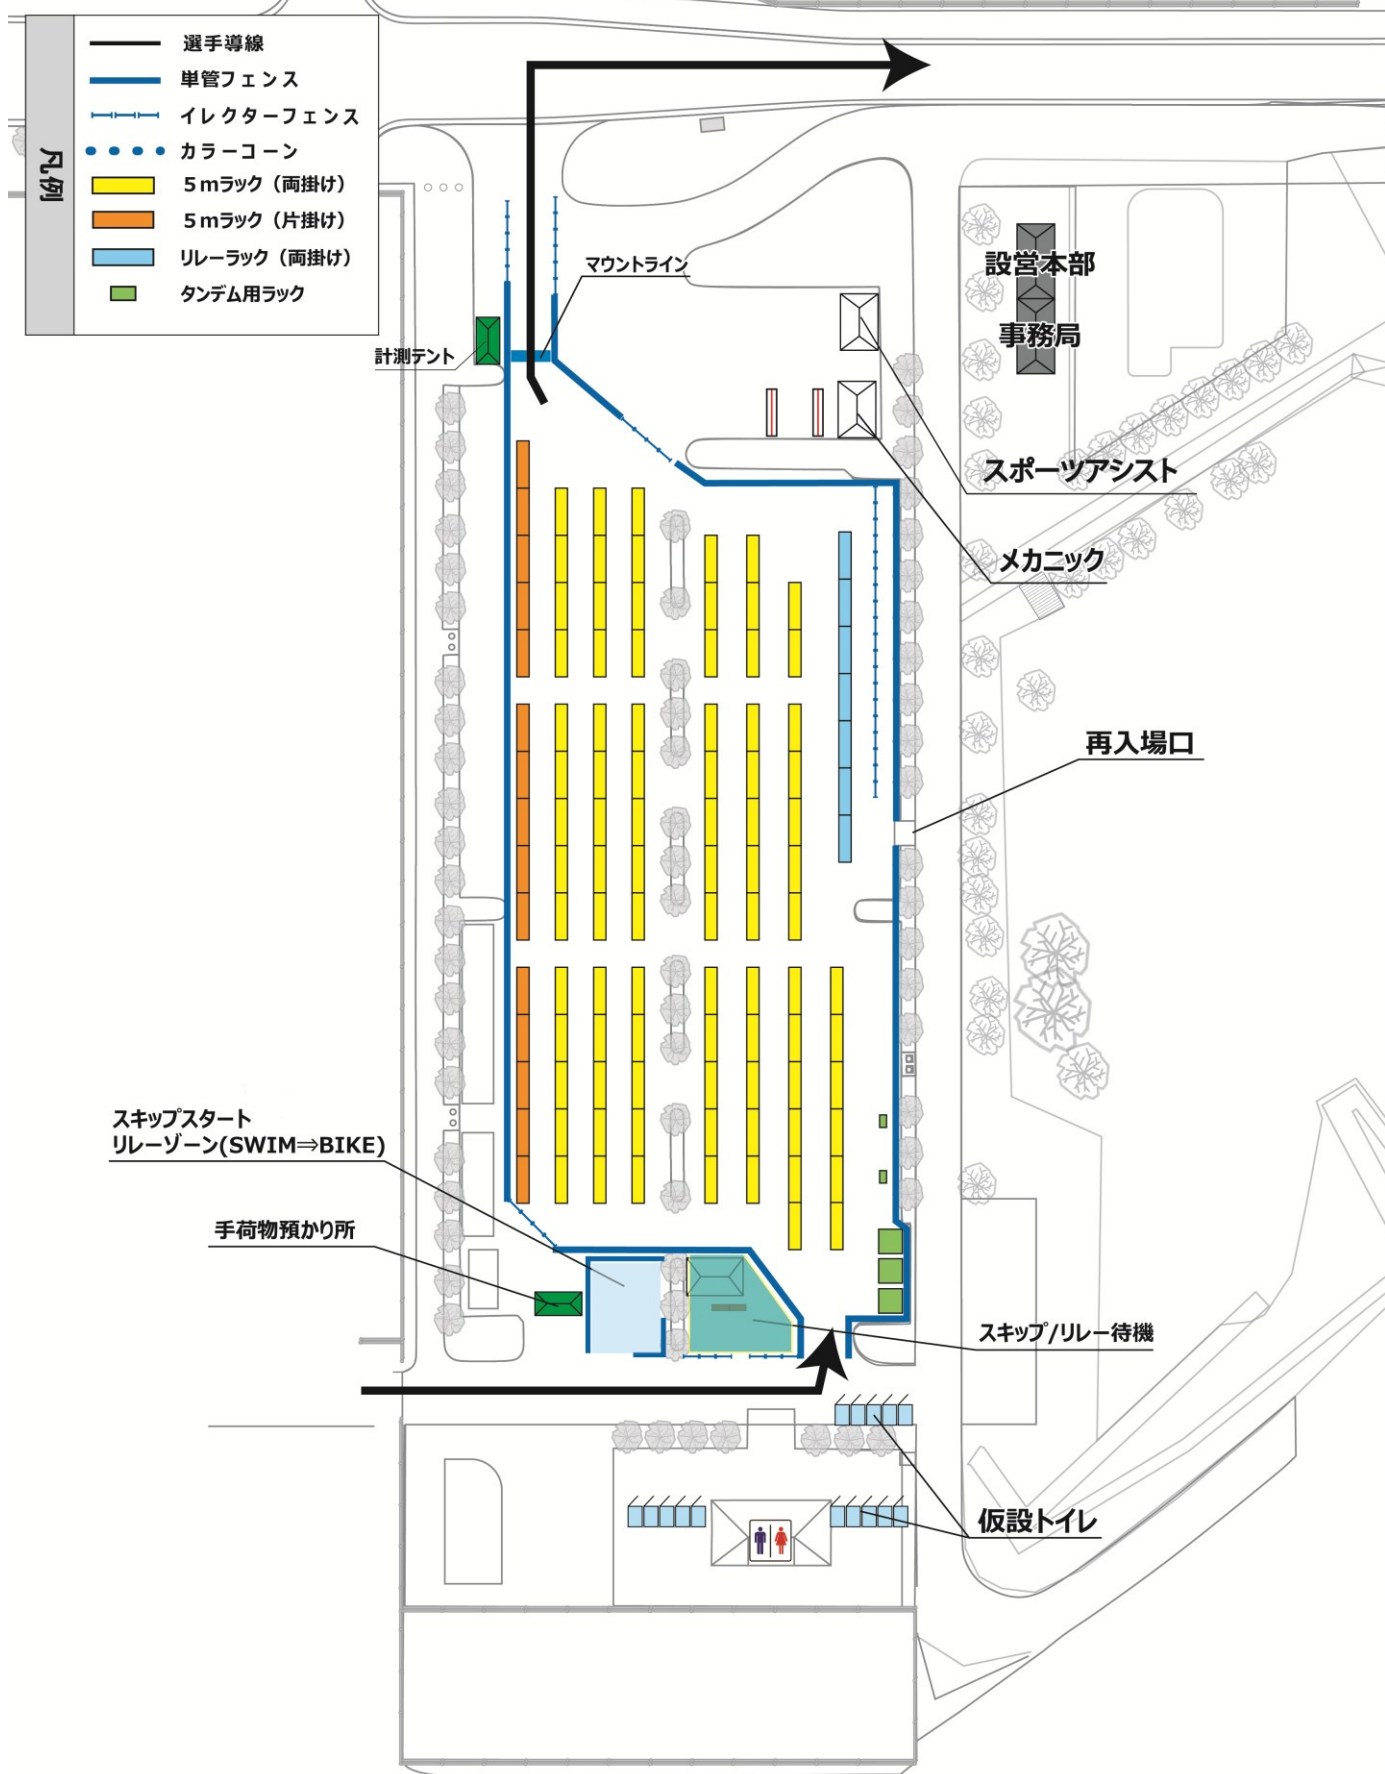 凡例
選手導線
単管フェンス
イレクターフェンス
カラーコーン
5mラック（両掛け）
5mラック（片掛け）
リレーラック（両掛け）
タンデム用ラック
マウントライン
計測テント
設営本部
事務局
スポーツアシスト
メカニック
再入場口
スキップスタート
リレーゾーン(SWIM⇒BIKE)
手荷物預かり所
スキップ/リレー待機
仮設トイレ